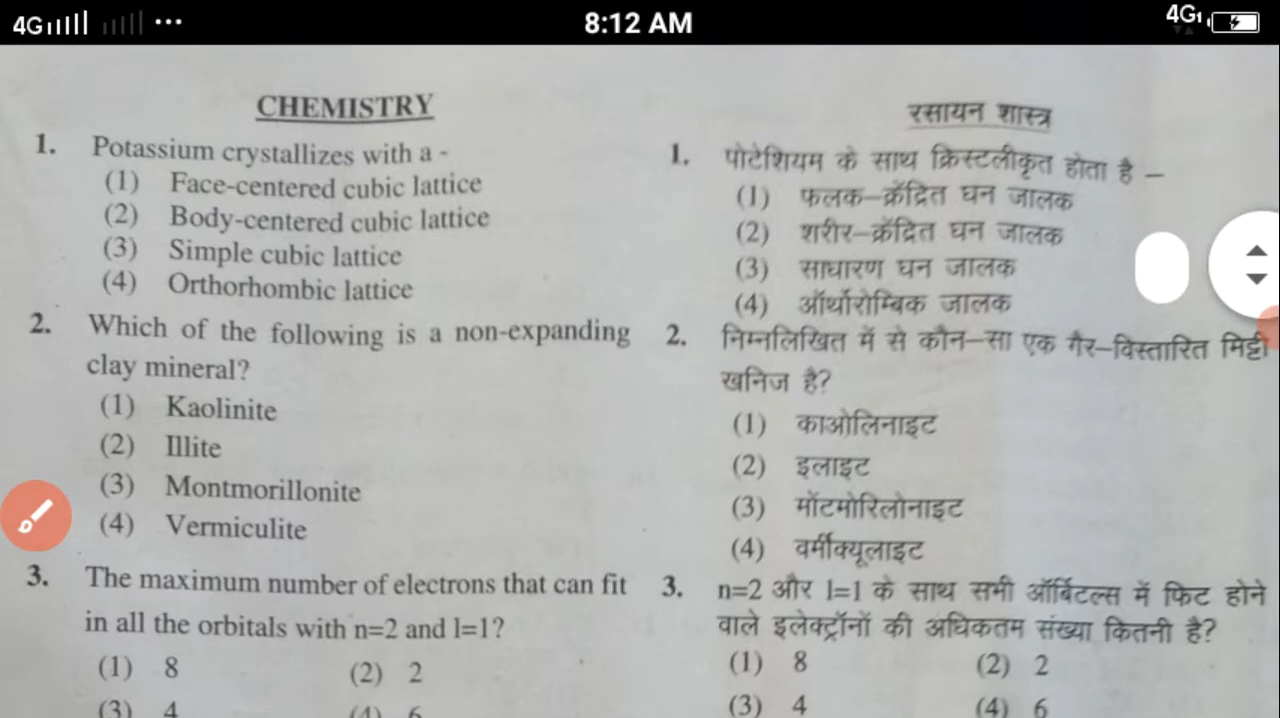 4G
8:12 AM
4G
CHEMISTRY
1. Potassium crystallizes with a -
(1) Face-centered cubic lattice
(2) Body-centered cubic lattice
(3) Simple cubic lattice
(4) Orthorhombic lattice
2. Which of the following is a non-expanding
clay mineral?
(1) Kaolinite
(2) Illite
(3) Montmorillonite
(4) Vermiculite
3. The maximum number of electrons that can fit
in all the orbitals with n=2 and l=1?
(1) 8 (2) 2
(3) 4 (4) 6
रसायन शास्त्र
1. पोटेशियम के साथ क्रिस्टलीकृत होता है –
(1) फलक–क्रेंद्रित घन जालक
(2) शरीर–क्रेंद्रित घन जालक
(3) साधारण घन जालक
(4) ऑर्थोरोम्बिक जालक
2. निम्नलिखित में से कौन–सा एक गैर–विस्तारित मिट्टी
खनिज है?
(1) काओलिनाइट
(2) इलाइट
(3) मोंटमोरिलोनाइट
(4) वर्मीक्यूलाइट
3. n=2 और l=1 के साथ सभी ऑर्बिटल्स में फिट होने
वाले इलेक्ट्रॉनों की अधिकतम संख्या कितनी है?
(1) 8 (2) 2
(3) 4 (4) 6